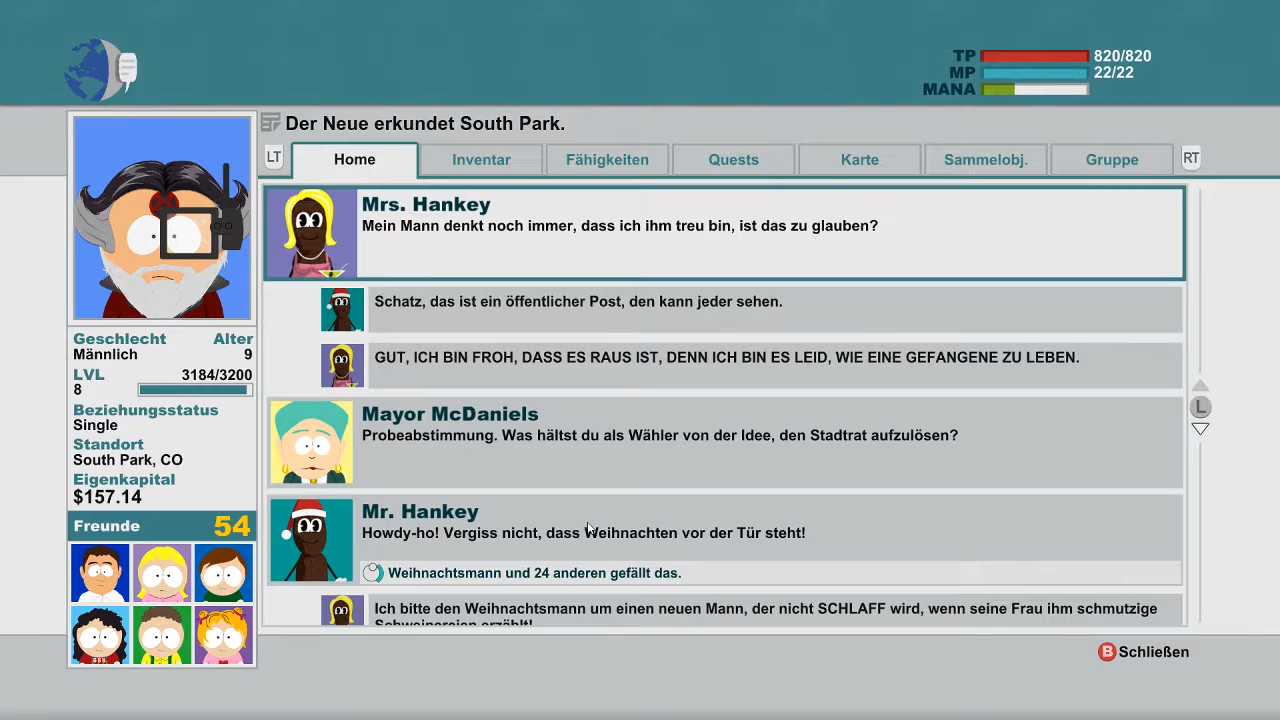 TP 820/820
MP 22/22
MANA
Der Neue erkundet South Park.
LT Home Inventar Fähigkeiten Quests Karte Sammelobj. Gruppe RT
Mrs. Hankey
Mein Mann denkt noch immer, dass ich ihm treu bin, ist das zu glauben?
Schatz, das ist ein öffentlicher Post, den kann jeder sehen.
GUT, ICH BIN FROH, DASS ES RAUS IST, DENN ICH BIN ES LEID, WIE EINE GEFANGENE ZU LEBEN.
Mayor McDaniels
Probeabstimmung. Was hältst du als Wähler von der Idee, den Stadtrat aufzulösen?
Mr. Hankey
Howdy-ho! Vergiss nicht, dass Weihnachten vor der Tür steht!
Weihnachtsmann und 24 anderen gefällt das.
Ich bitte den Weihnachtsmann um einen neuen Mann, der nicht SCHLAFF wird, wenn seine Frau ihm schmutzige
Schweinereien erzählt!
Geschlecht Alter
Männlich 9
LVL 3184/3200
8
Beziehungsstatus
Single
Standort
South Park, CO
Eigenkapital
$157.14
Freunde 54
L
B Schließen